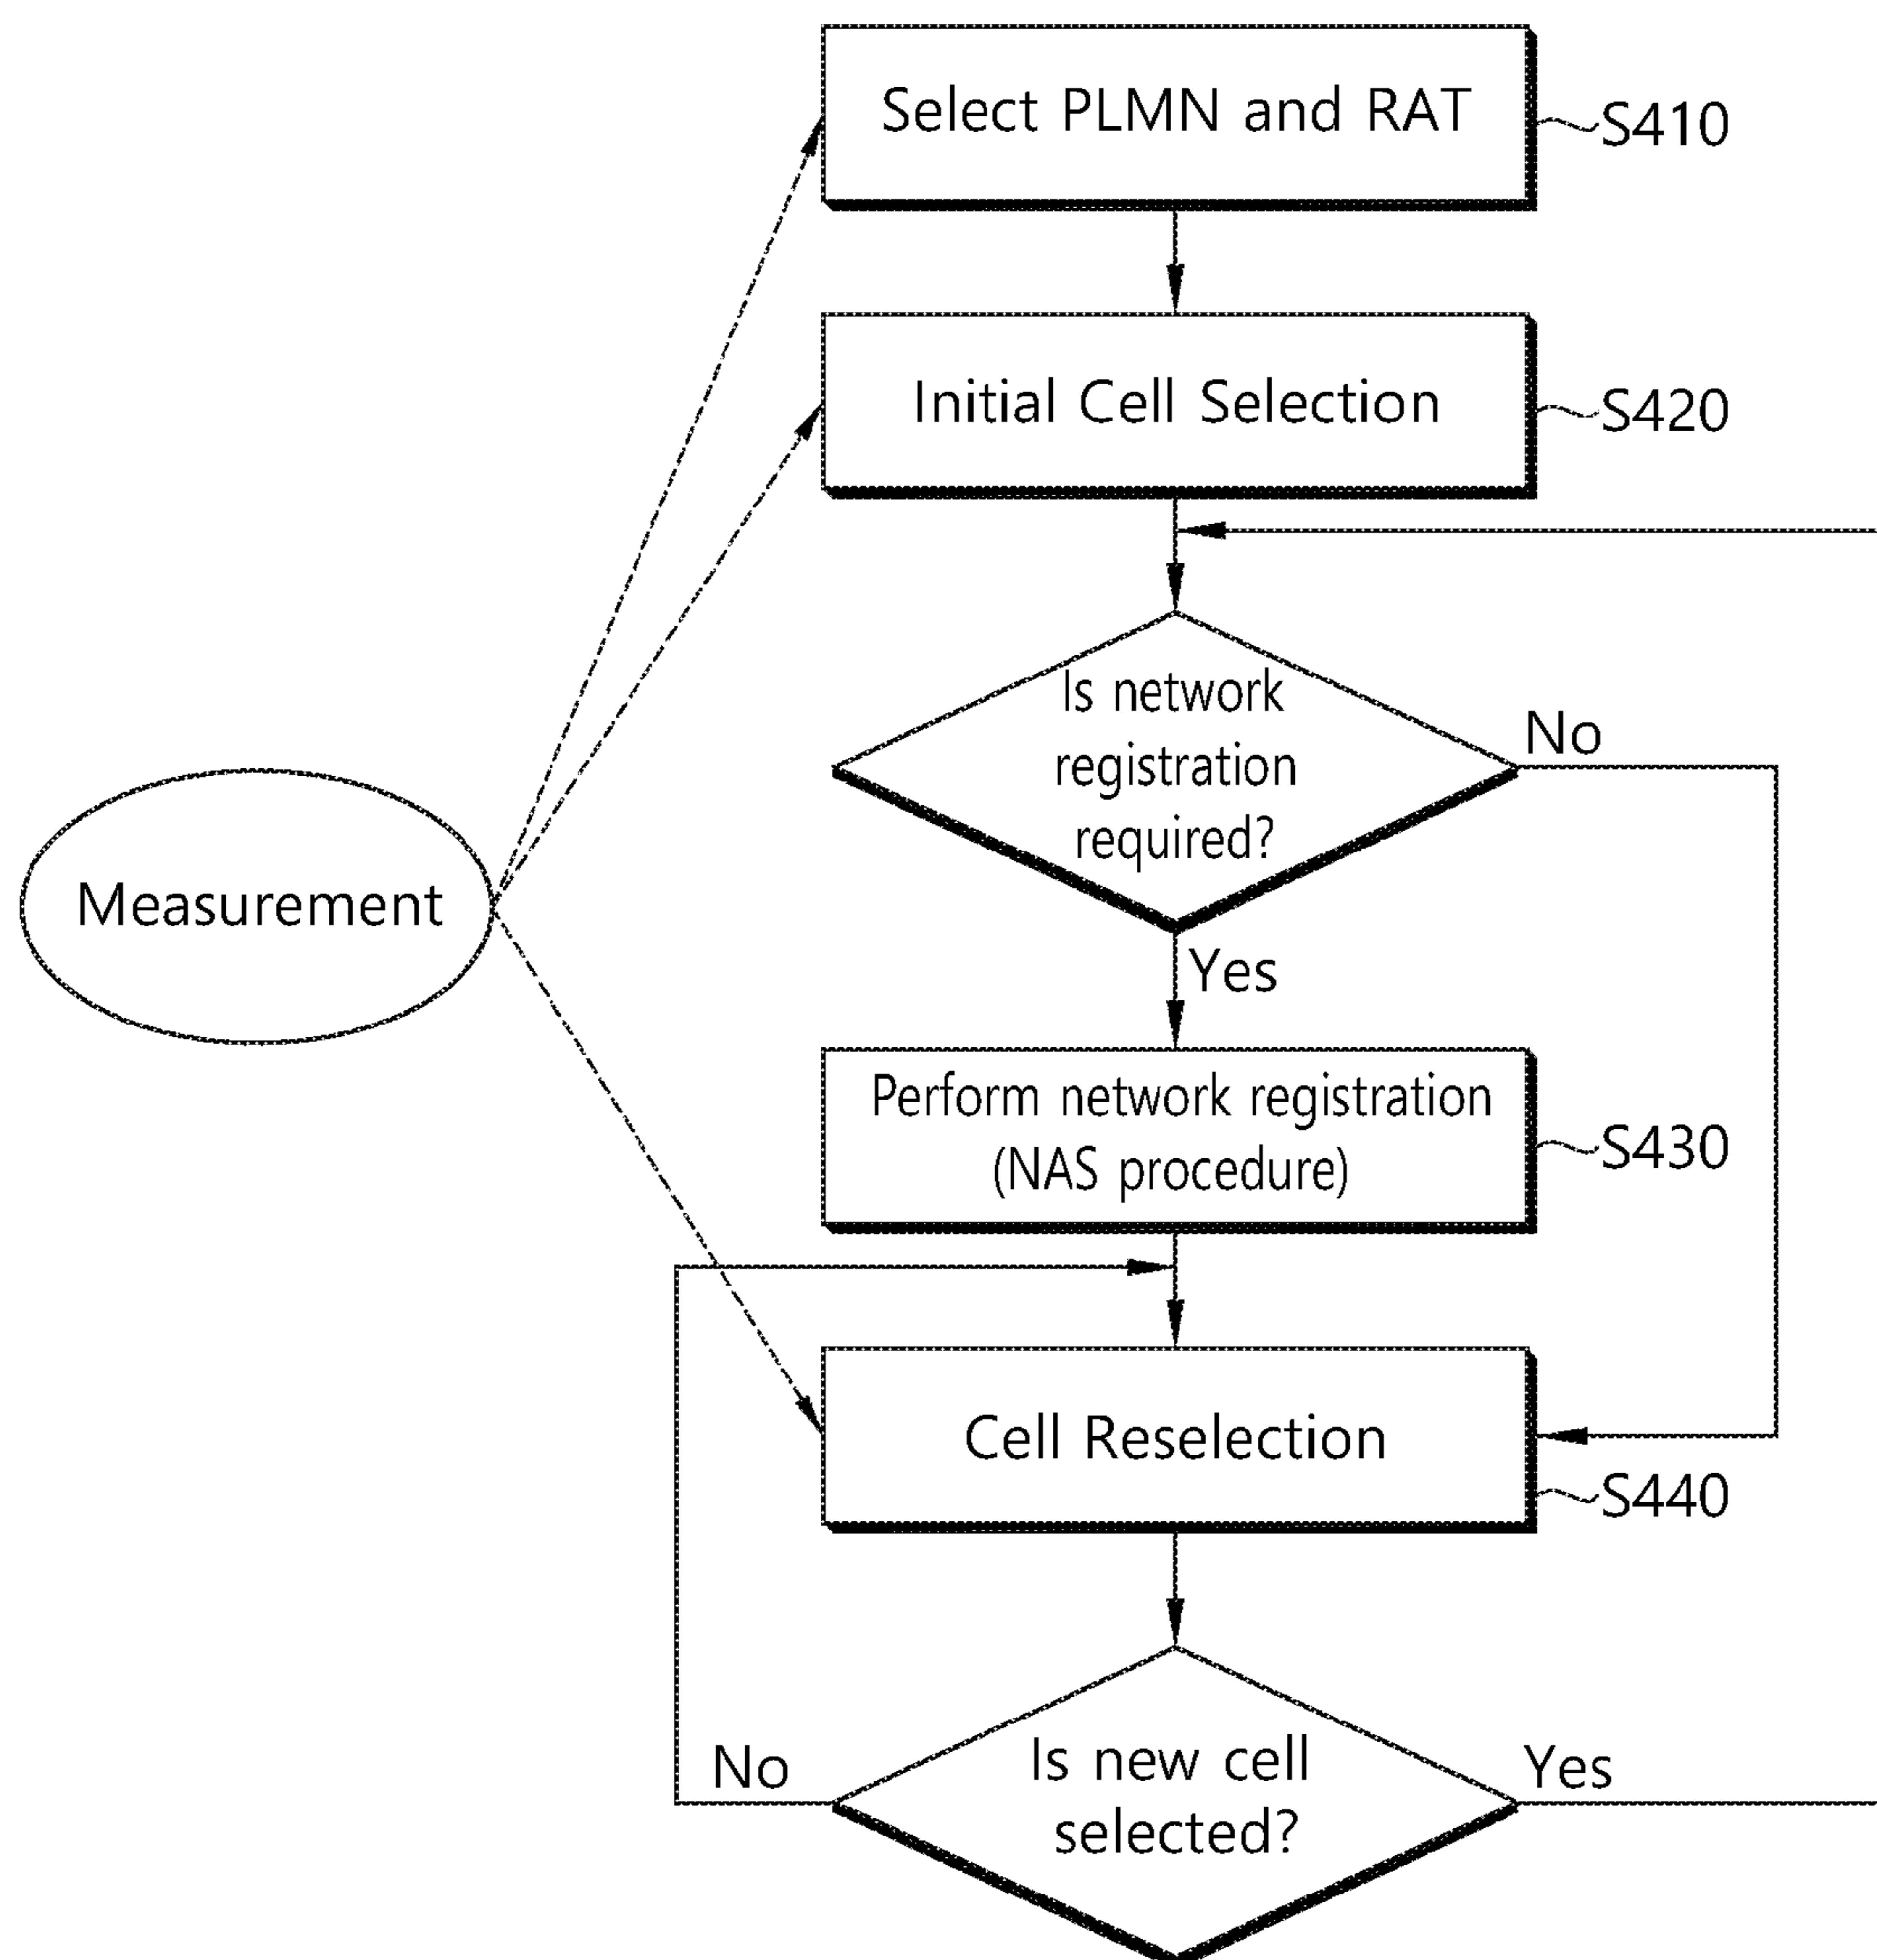 Select PLMN and RAT
S410
Initial Cell Selection
S420
Is network
registration
required?
No
Measurement
Yes
Perform network registration
(NAS procedure)
S430
Cell Reselection
S440
No
Is new cell
selected?
Yes